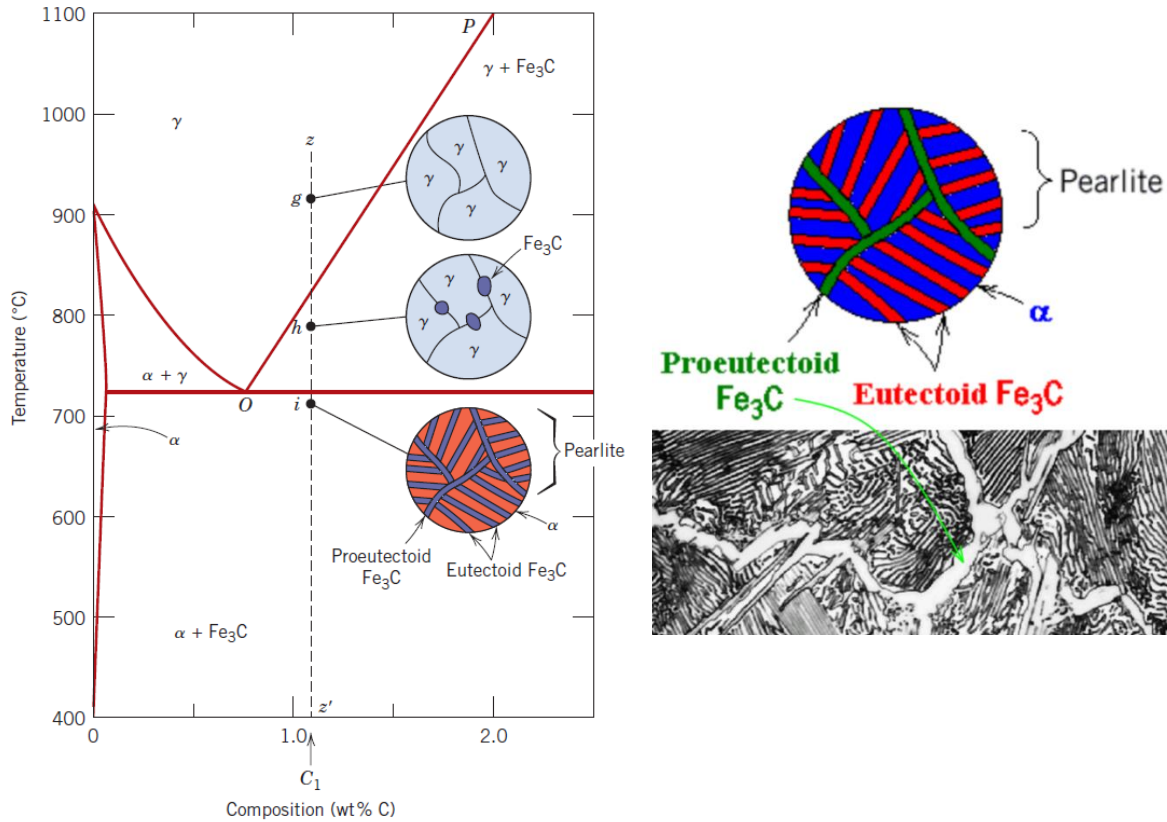 1100
1000
900
800
700
600
500
400
Temperature (°C)
P
γ + Fe₃C
γ
z
g
γ
γ
γ
γ
Fe₃C
γ
γ
γ
γ
h
α + γ
O
i
α
Pearlite
α
Proeutectoid
Fe₃C
Eutectoid Fe₃C
α + Fe₃C
z′
0
1.0
2.0
C₁
Composition (wt% C)
Pearlite
α
Proeutectoid
Fe₃C
Eutectoid Fe₃C